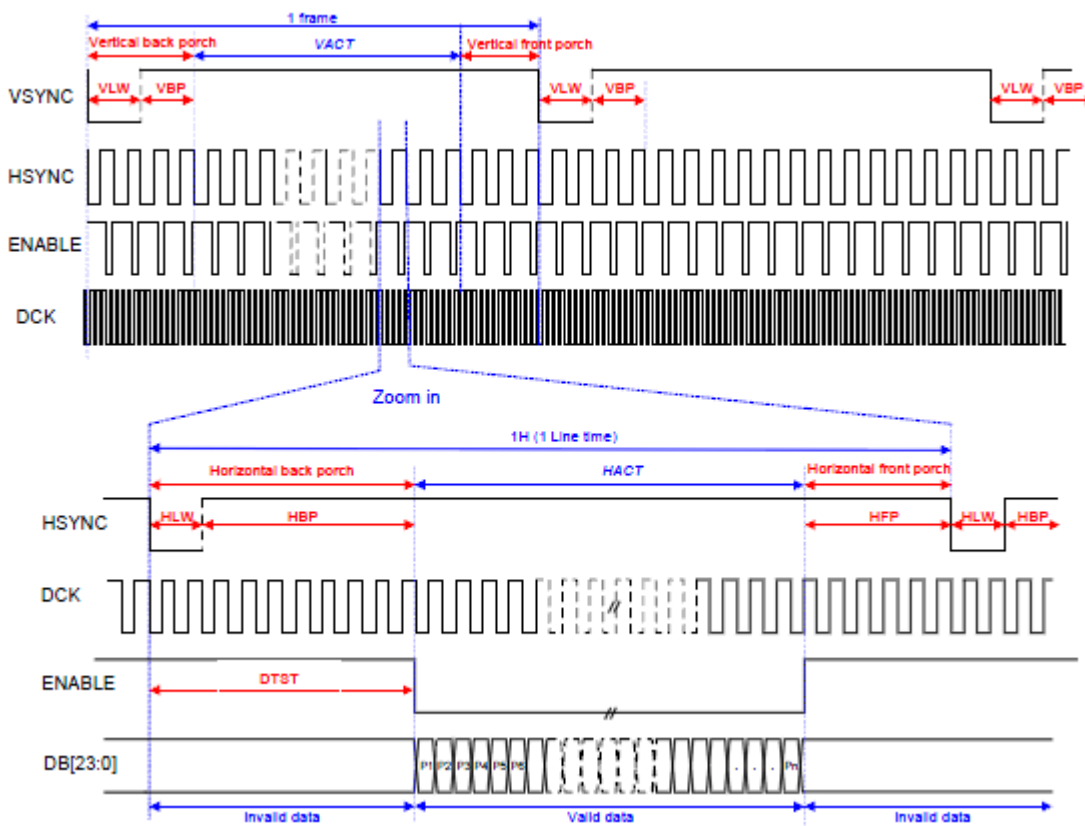 1 frame
Vertical back porch VACT Vertical front porch
VSYNC VLW VBP VLW VBP VLW VBP
HSYNC
ENABLE
DCK
Zoom in
1H (1 Line time)
Horizontal back porch HACT Horizontal front porch
HSYNC HLW HBP HFP HLW HBP
DCK //
ENABLE DTST //
DB[23:0] P1 P2 P3 P4 P5 P6 . . . Pn
Invalid data Valid data Invalid data